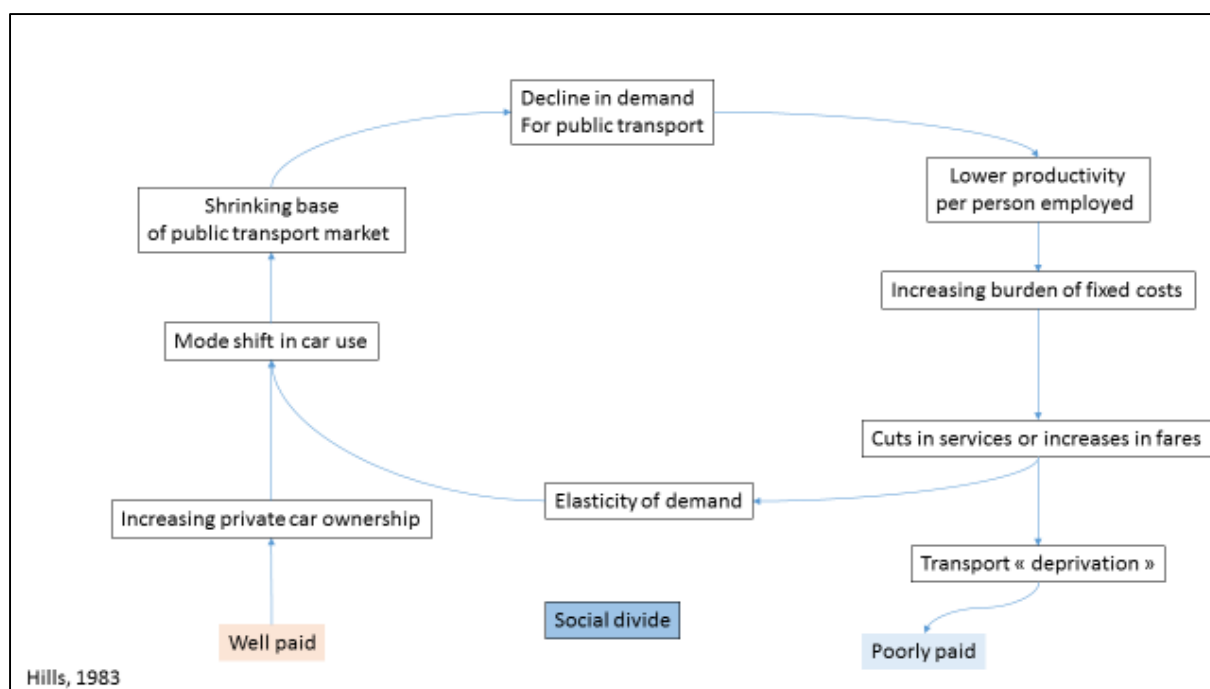 Decline in demand
For public transport
Lower productivity
per person employed
Shrinking base
of public transport market
Increasing burden of fixed costs
Mode shift in car use
Cuts in services or increases in fares
Elasticity of demand
Increasing private car ownership
Transport « deprivation »
Social divide
Well paid
Poorly paid
Hills, 1983